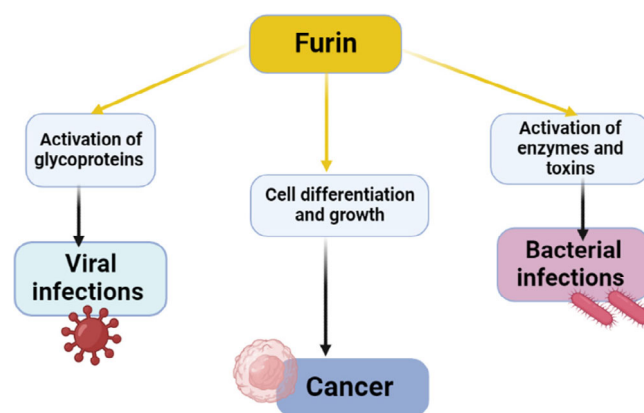 Furin
Activation of
glycoproteins
Activation of
enzymes and
toxins
Cell differentiation
and growth
Viral
infections
Bacterial
infections
Cancer